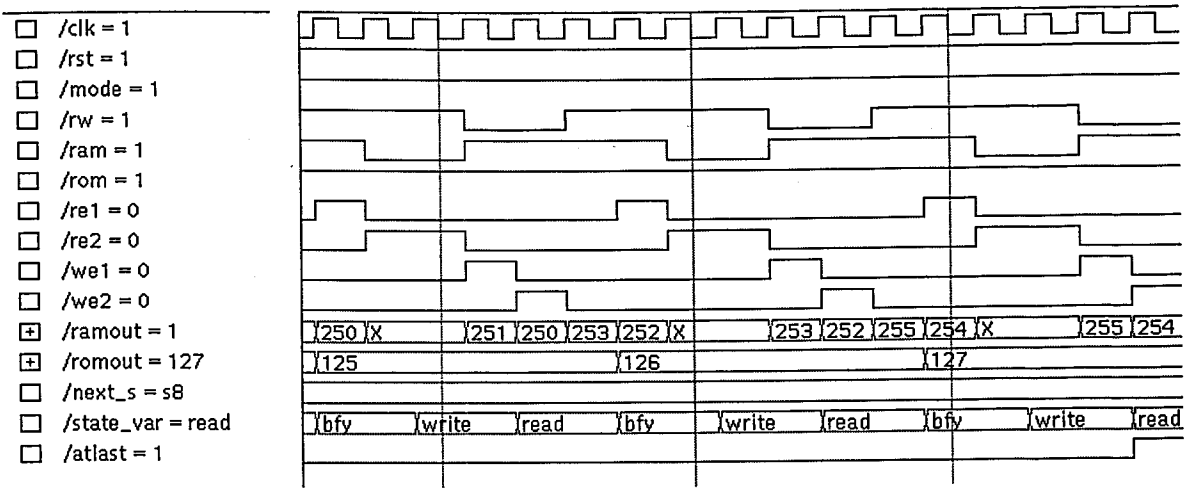 /clk = 1
/rst = 1
/mode = 1
/rw = 1
/ram = 1
/rom = 1
/re1 = 0
/re2 = 0
/we1 = 0
/we2 = 0
/ramout = 1 250 X 251 250 253 252 X 253 252 255 254 X 255 254
/romout = 127 125 126 127
/next_s = s8
/state_var = read bfy write read bfy write read bfy write read
/atlast = 1